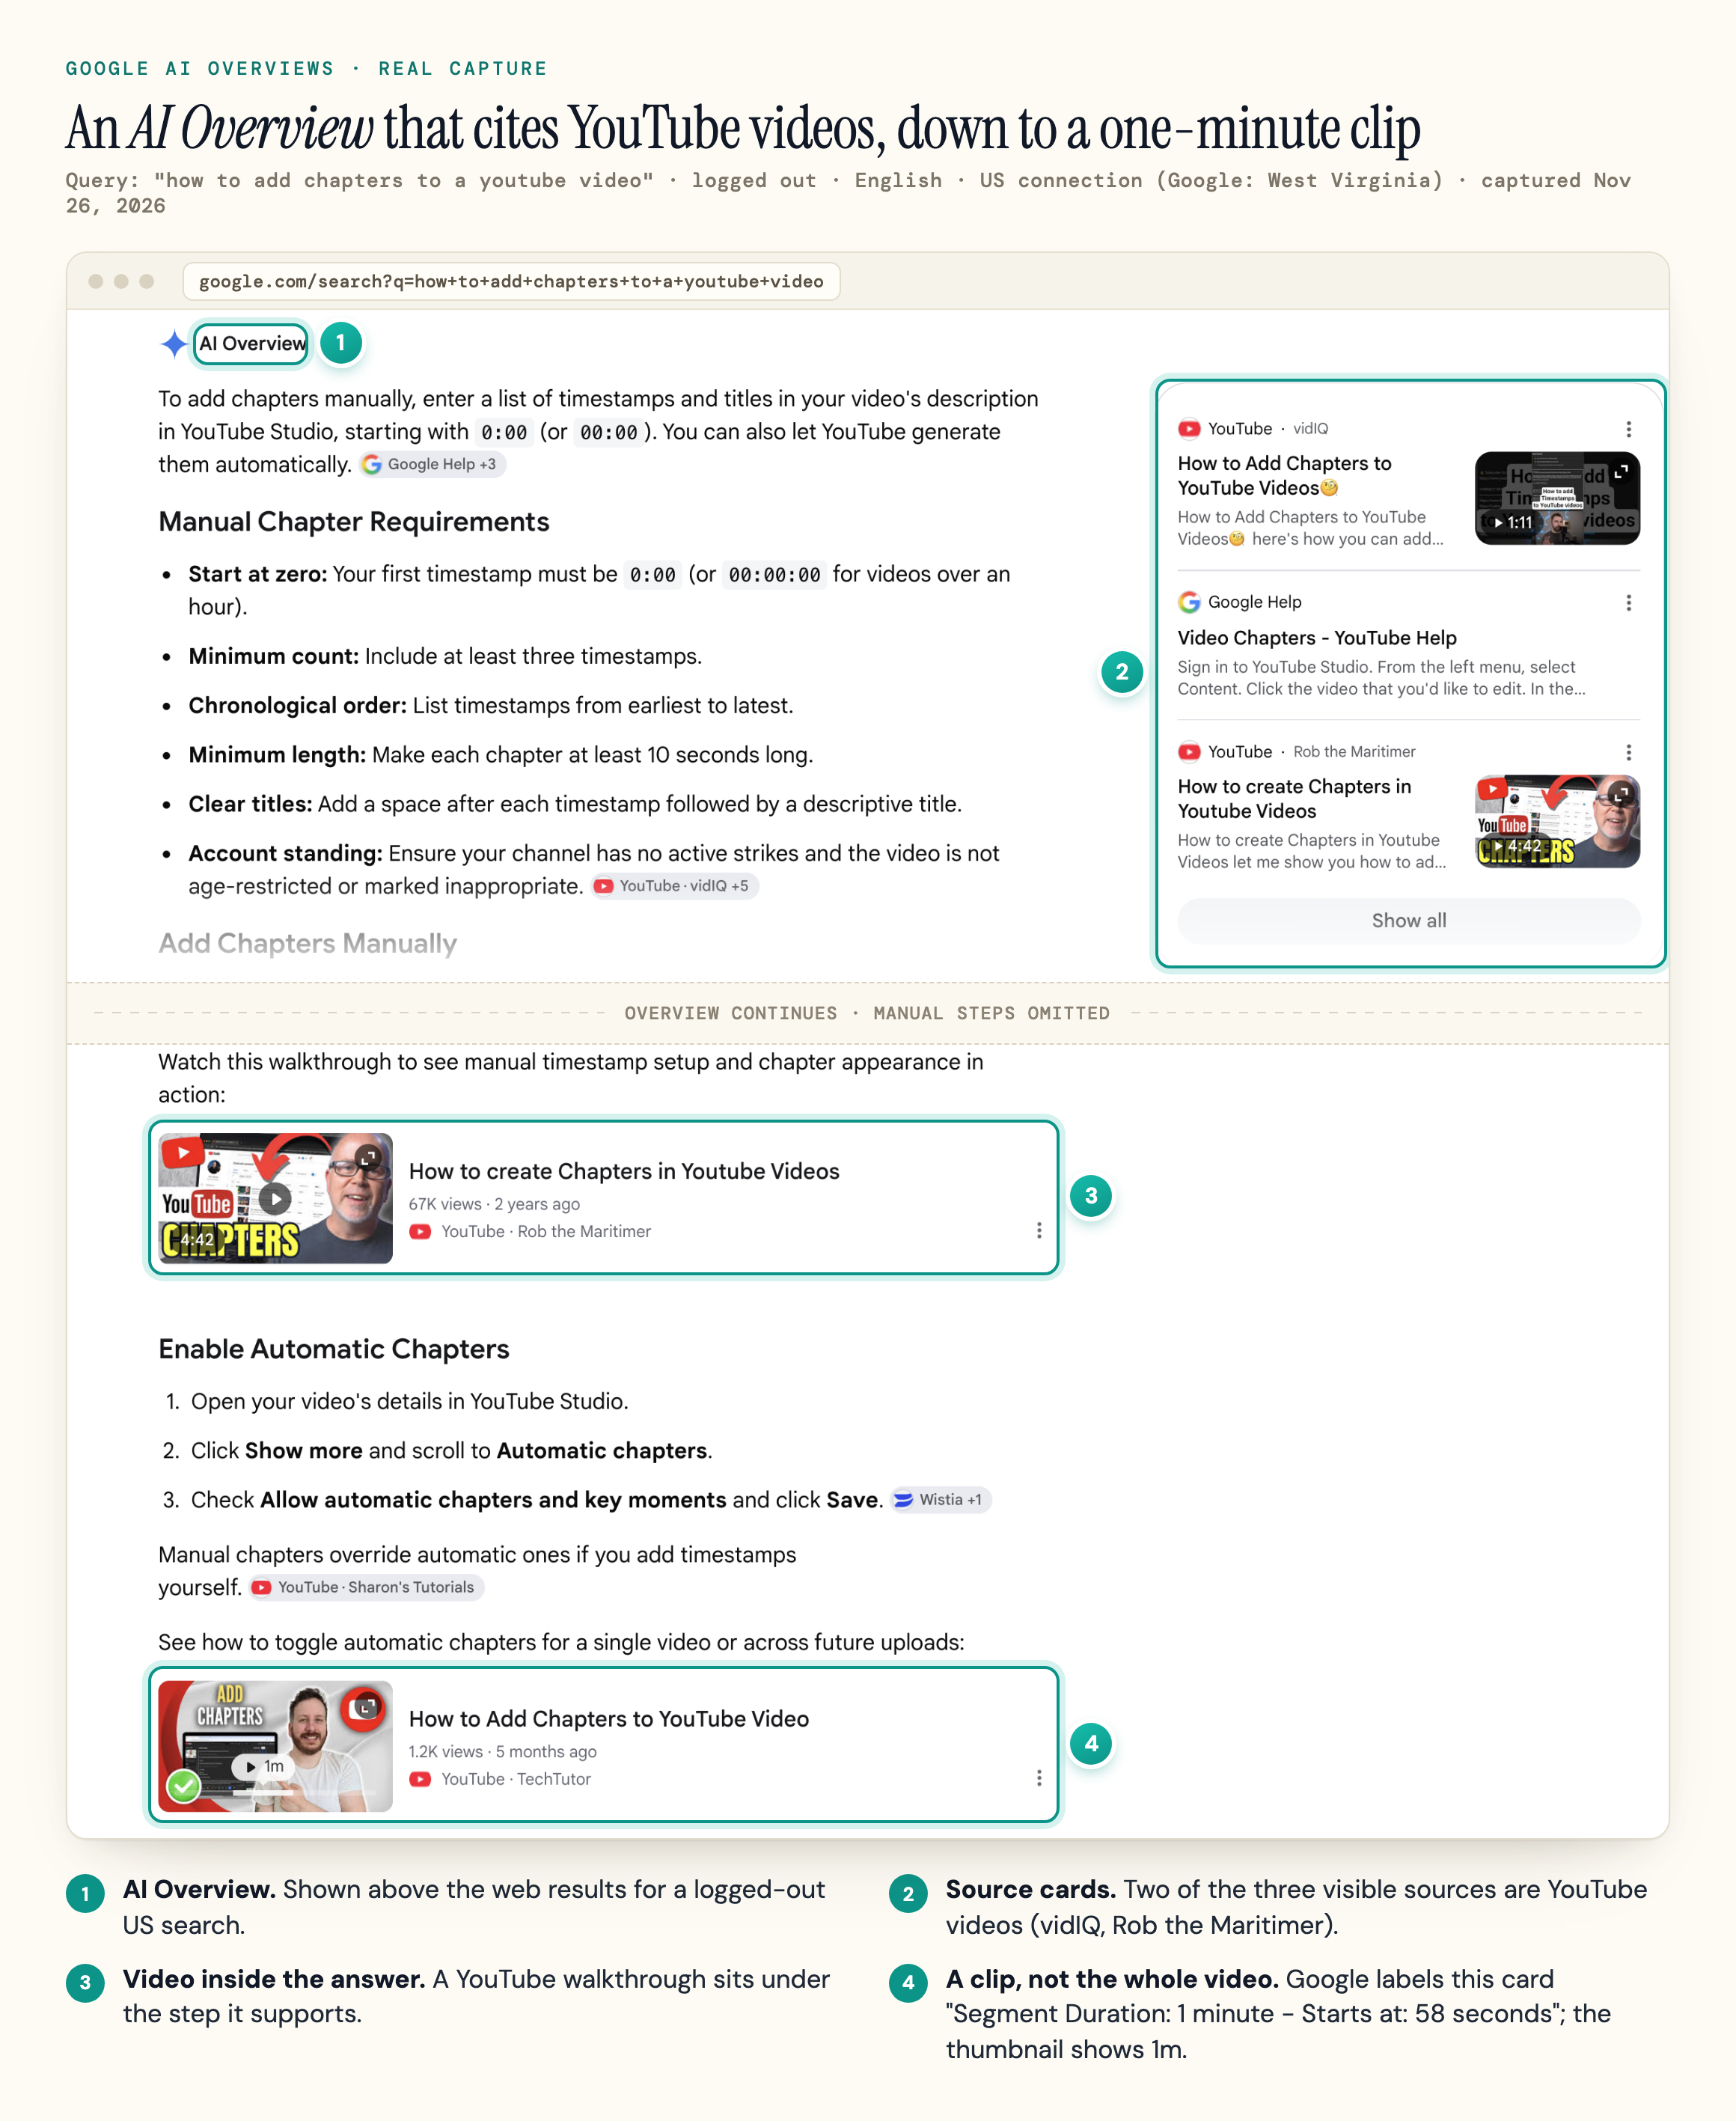 GOOGLE AI OVERVIEWS · REAL CAPTURE
An AI Overview that cites YouTube videos, down to a one-minute clip
Query: "how to add chapters to a youtube video" · logged out · English · US connection (Google: West Virginia) · captured Nov
26, 2026
google.com/search?q=how+to+add+chapters+to+a+youtube+video
AI Overview
1
To add chapters manually, enter a list of timestamps and titles in your video's description
in YouTube Studio, starting with 0:00 (or 00:00 ). You can also let YouTube generate
them automatically. Google Help +3
Manual Chapter Requirements
• Start at zero: Your first timestamp must be 0:00 (or 00:00:00 for videos over an
hour).
• Minimum count: Include at least three timestamps.
• Chronological order: List timestamps from earliest to latest.
• Minimum length: Make each chapter at least 10 seconds long.
• Clear titles: Add a space after each timestamp followed by a descriptive title.
• Account standing: Ensure your channel has no active strikes and the video is not
age-restricted or marked inappropriate. YouTube · vidIQ +5
Add Chapters Manually
2
YouTube · vidIQ
How to Add Chapters to
YouTube Videos🧐
How to Add Chapters to YouTube
Videos🧐 here's how you can add...
How to add
Timestamps
to YouTube videos
1:11
Google Help
Video Chapters - YouTube Help
Sign in to YouTube Studio. From the left menu, select
Content. Click the video that you'd like to edit. In the...
YouTube · Rob the Maritimer
How to create Chapters in
Youtube Videos
How to create Chapters in Youtube
Videos let me show you how to ad...
YouTube
CHAPTERS
4:42
Show all
OVERVIEW CONTINUES · MANUAL STEPS OMITTED
Watch this walkthrough to see manual timestamp setup and chapter appearance in
action:
YouTube
CHAPTERS
4:42
How to create Chapters in Youtube Videos
67K views · 2 years ago
YouTube · Rob the Maritimer
3
Enable Automatic Chapters
1. Open your video's details in YouTube Studio.
2. Click Show more and scroll to Automatic chapters.
3. Check Allow automatic chapters and key moments and click Save. Wistia +1
Manual chapters override automatic ones if you add timestamps
yourself. YouTube · Sharon's Tutorials
See how to toggle automatic chapters for a single video or across future uploads:
ADD
CHAPTERS
1m
How to Add Chapters to YouTube Video
1.2K views · 5 months ago
YouTube · TechTutor
4
1 AI Overview. Shown above the web results for a logged-out
US search.
2 Source cards. Two of the three visible sources are YouTube
videos (vidIQ, Rob the Maritimer).
3 Video inside the answer. A YouTube walkthrough sits under
the step it supports.
4 A clip, not the whole video. Google labels this card
"Segment Duration: 1 minute – Starts at: 58 seconds"; the
thumbnail shows 1m.